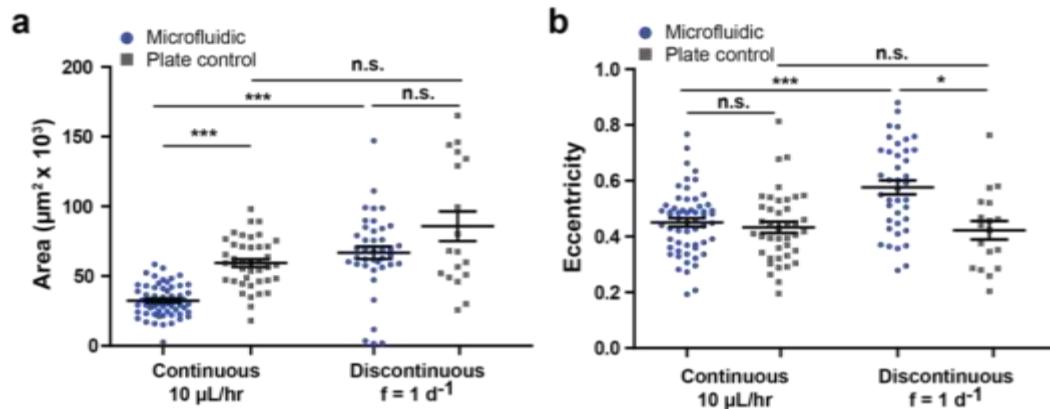 a
Microfluidic
Plate control
n.s.
***
n.s.
***
200
150
100
50
0
Area (µm² x 10³)
Continuous
10 µL/hr
Discontinuous
f = 1 d⁻¹
b
Microfluidic
Plate control
n.s.
***
*
n.s.
1.0
0.8
0.6
0.4
0.2
0.0
Eccentricity
Continuous
10 µL/hr
Discontinuous
f = 1 d⁻¹